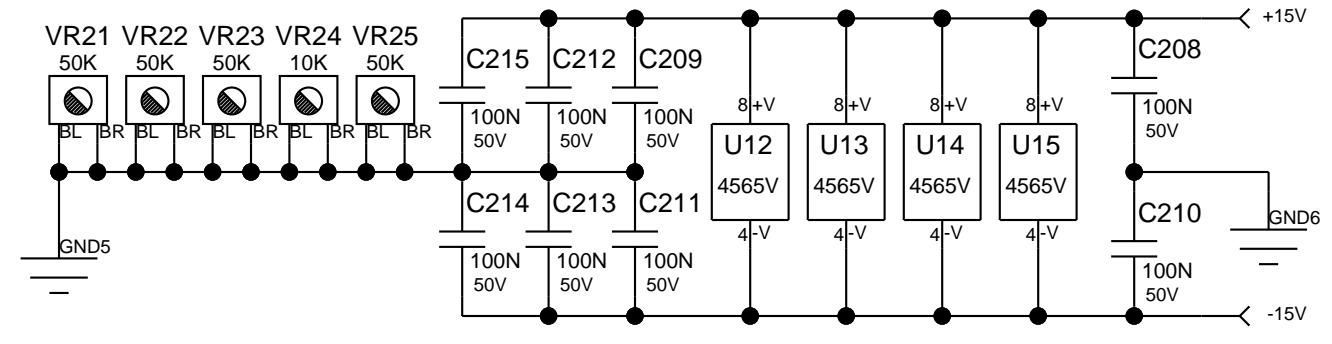 +15V
VR21 VR22 VR23 VR24 VR25
50K 50K 50K 10K 50K
C215 C212 C209 C208
8 +V 8 +V 8 +V 8 +V
100N 100N 100N 100N
50V 50V 50V 50V
BL BR BL BR BL BR BL BR BL BR
U12 U13 U14 U15
4565V 4565V 4565V 4565V
C214 C213 C211 C210
GND5 GND6
4 -V 4 -V 4 -V 4 -V
100N 100N 100N 100N
50V 50V 50V 50V
-15V